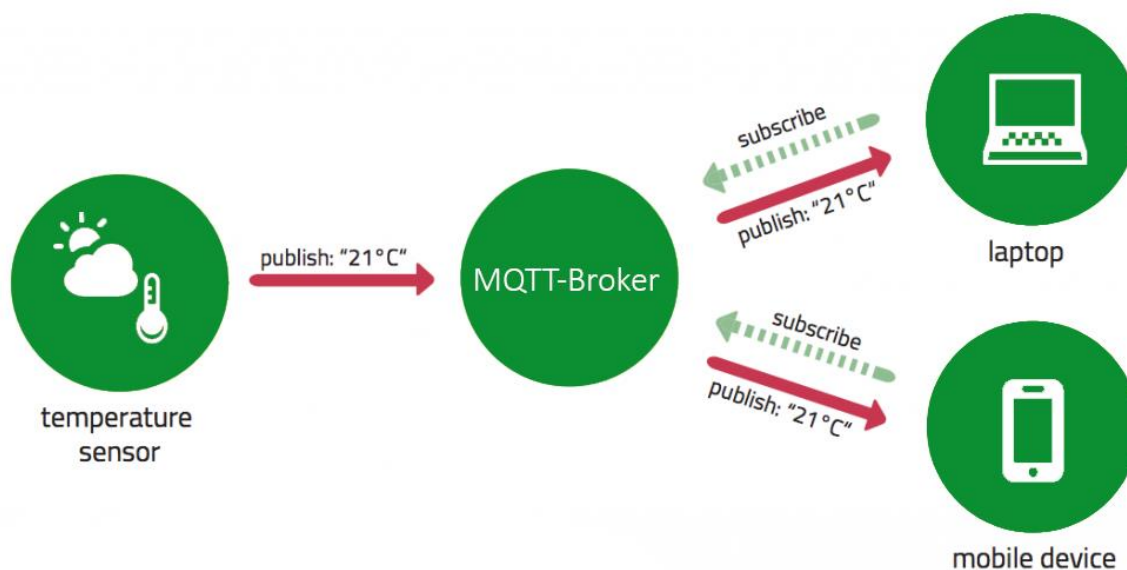 publish: “21°C“
MQTT-Broker
subscribe
publish: “21°C“
subscribe
publish: “21°C“
temperature
sensor
laptop
mobile device